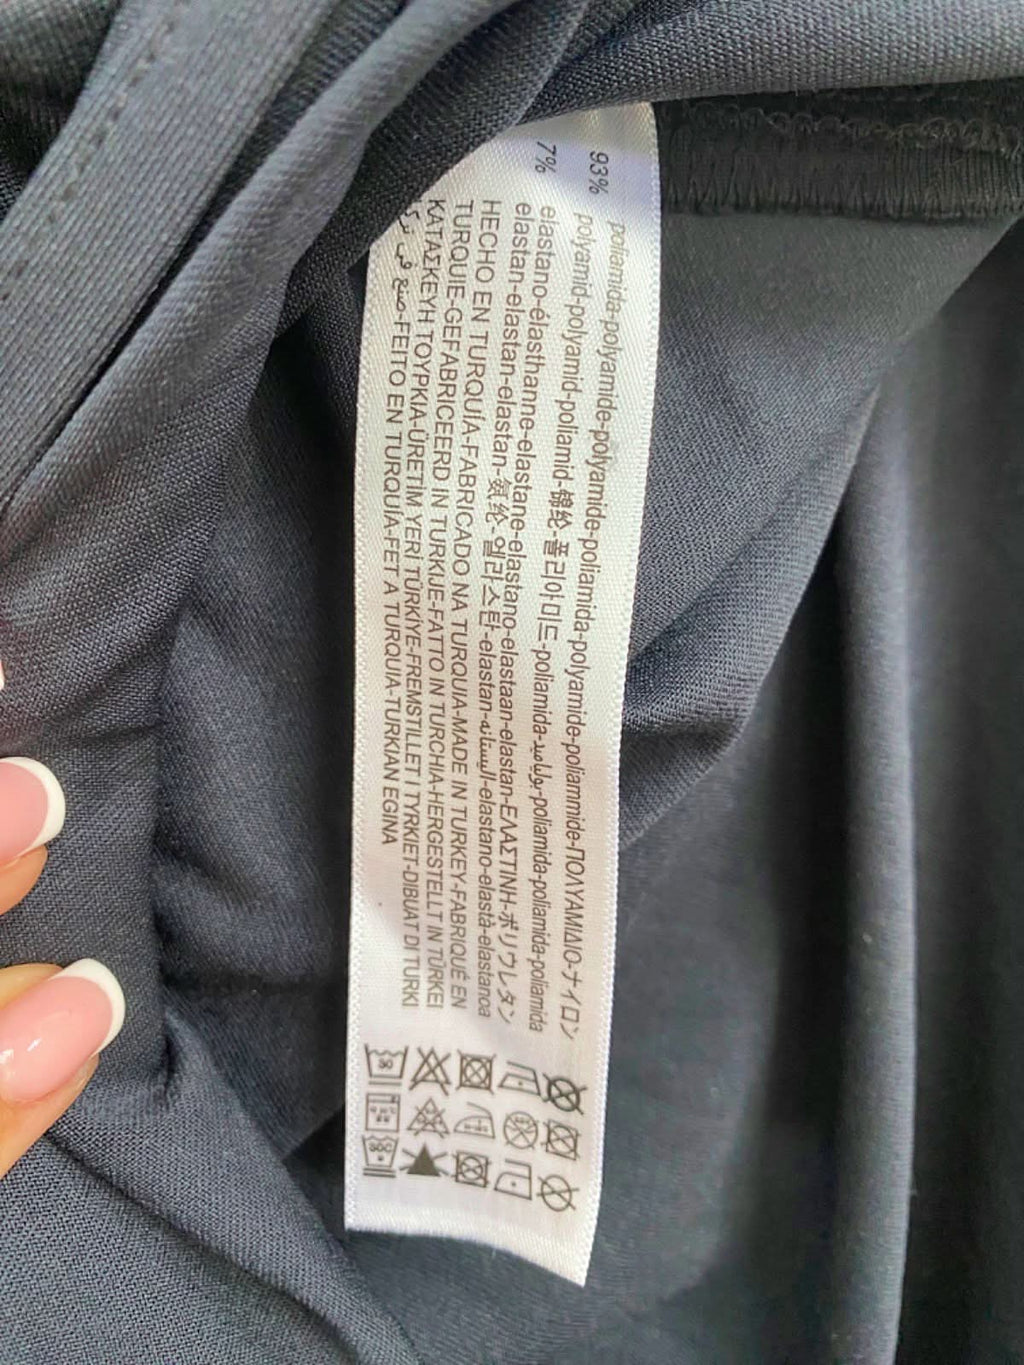 93% poliamida-polyamide-polyamide-poliamida-polyamide-poliammide-ΠΟΛΥΑΜΙΔΙΟ-ナイロン
polyamid-polyamid-poliamid-锦纶-폴리아미드-poliamida-بولياميد-poliamida-poliamida-poliamida
7% elastano-élasthanne-elastane-elastano-elastaan-elastan-ΕΛΑΣΤΙΝΗ-ポリウレタン
elastan-elastan-elastan-氨纶-엘라스탄-elastan-elastano-elastà-elastanoa
HECHO EN TURQUÍA-FABRICADO NA TURQUIA-MADE IN TURKEY-FABRIQUÉ EN
TURQUIE-GEFABRICEERD IN TURKIJE-FATTO IN TURCHIA-HERGESTELLT IN TÜRKEI
ΚΑΤΑΣΚΕΥΗ ΤΟΥΡΚΙΑ-ÜRETİM YERİ TÜRKİYE-FREMSTILLET I TYRKIET-DIBUAT DI TURKI
صنع في-FEITO EN TURQUÍA-FET A TURQUIA-TURKIAN EGINA